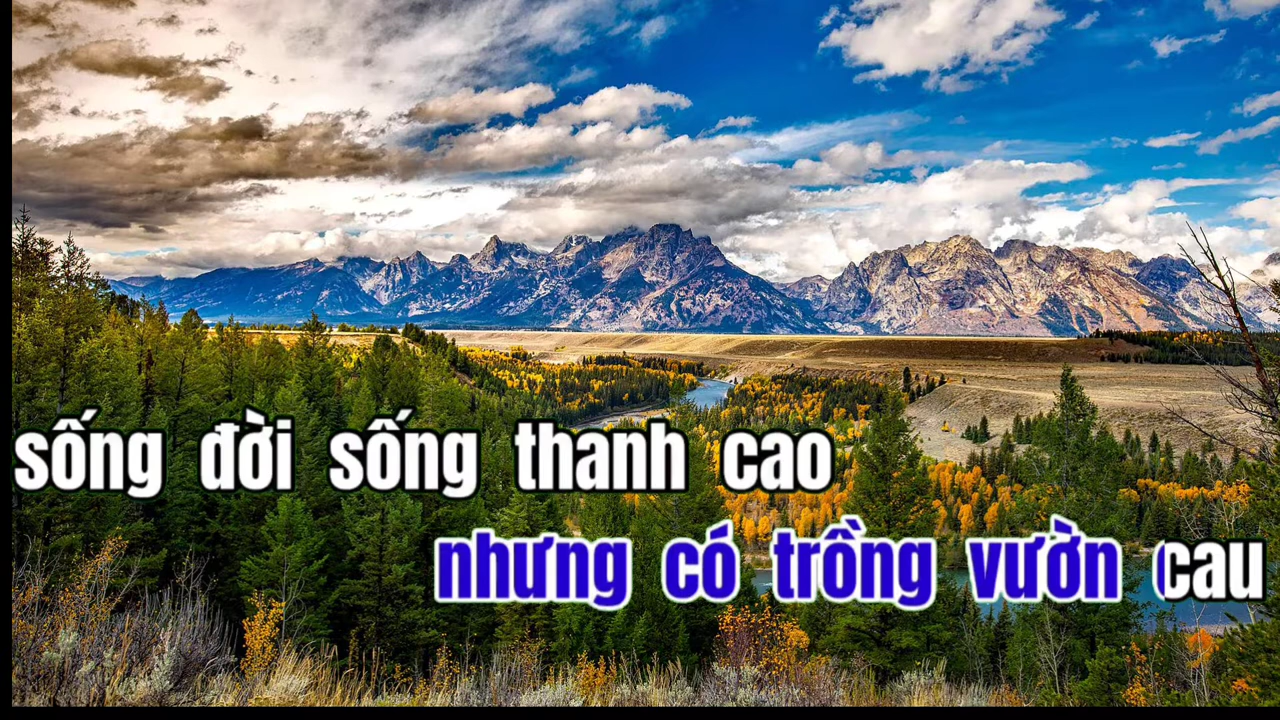 sống đời sống thanh cao
nhưng có trồng vườn cau